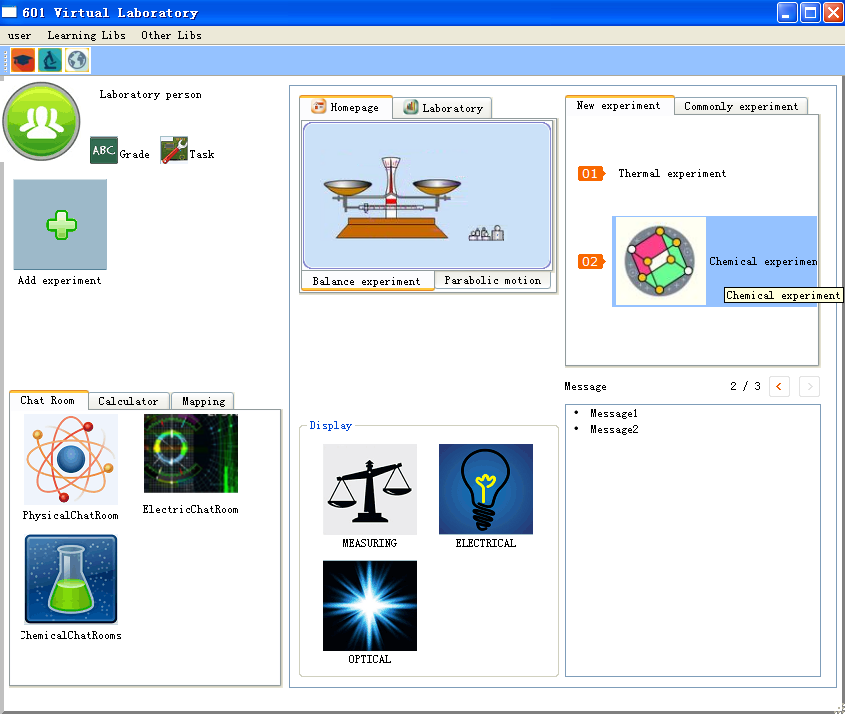 601 Virtual Laboratory
user Learning Libs Other Libs
Laboratory person
ABC Grade Task
Add experiment
Chat Room Calculator Mapping
PhysicalChatRoom
ElectricChatRoom
ChemicalChatRooms
Homepage Laboratory
Balance experiment Parabolic motion
Display
MEASURING
ELECTRICAL
OPTICAL
New experiment Commonly experiment
01 Thermal experiment
02 Chemical experimen
Chemical experiment
Message 2 / 3 < >
• Message1
• Message2